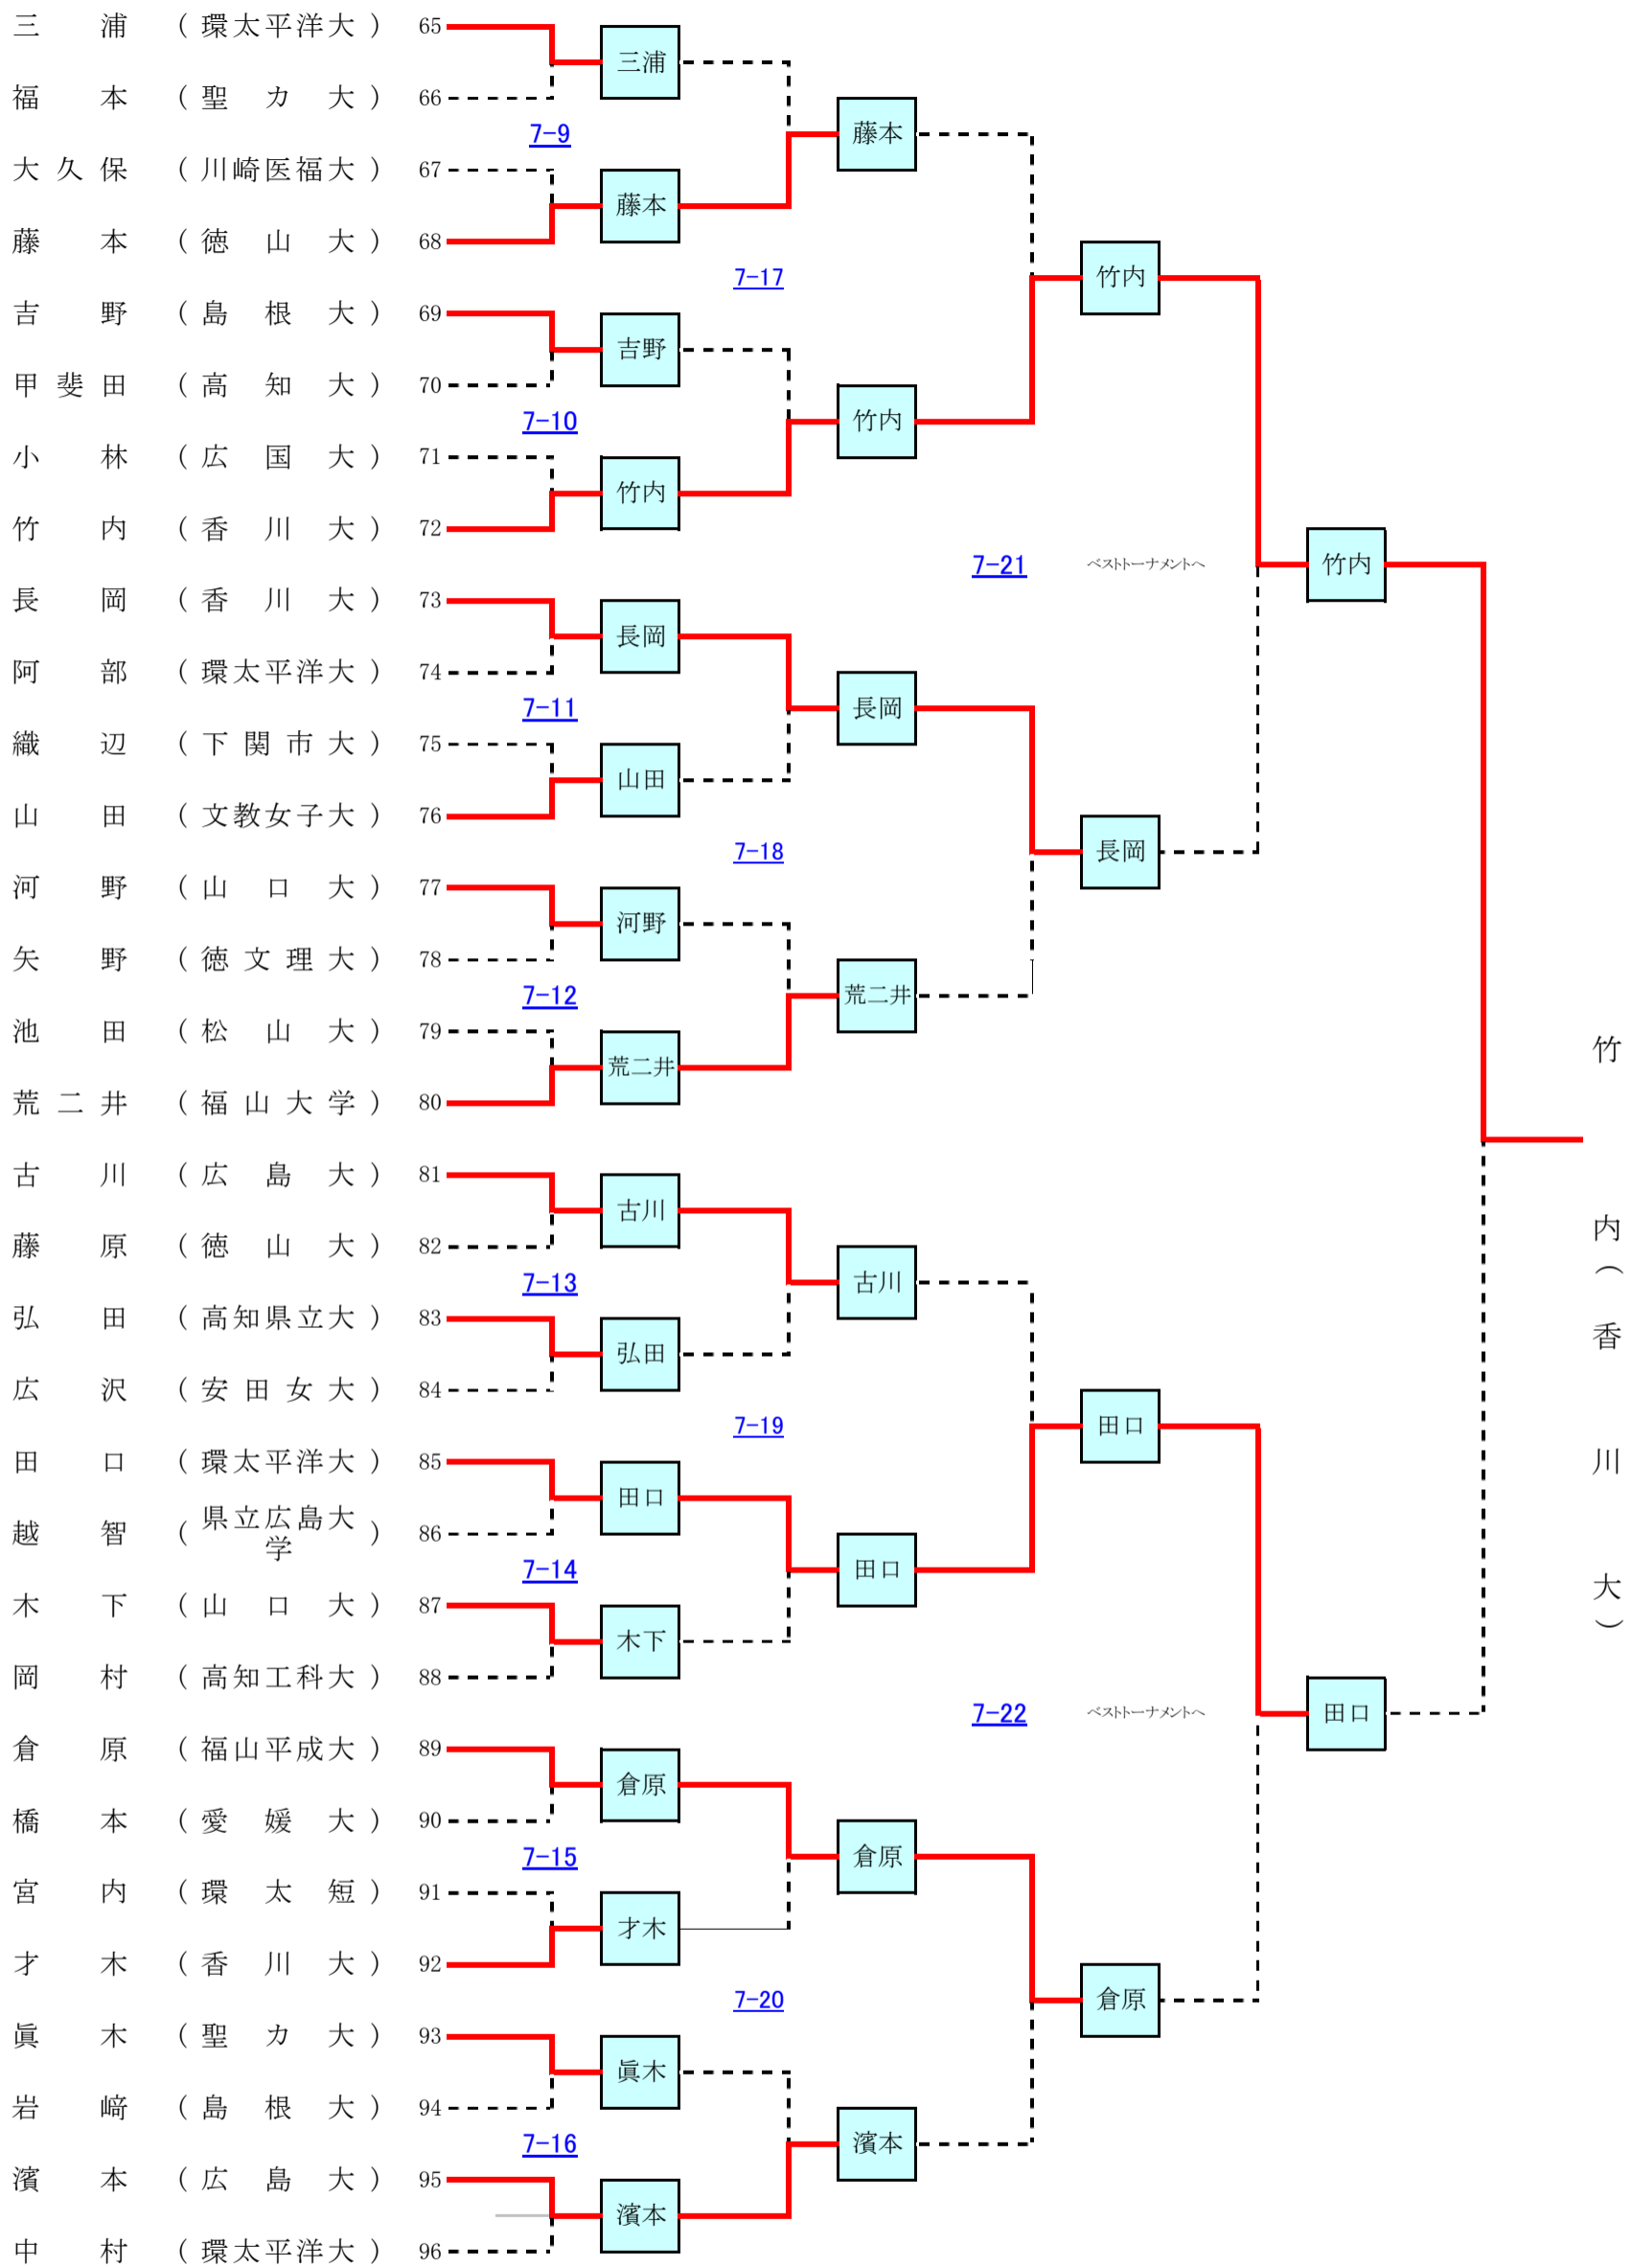 三浦（環太平洋大）65
三浦
福本（聖カ大）66
藤本
7-9
大久保（川崎医福大）67
藤本
藤本（徳山大）68
竹内
7-17
吉野（島根大）69
吉野
甲斐田（高知大）70
竹内
7-10
小林（広国大）71
竹内
竹内（香川大）72
7-21
ベストトーナメントへ
竹内
長岡（香川大）73
長岡
阿部（環太平洋大）74
長岡
7-11
織辺（下関市大）75
山田
山田（文教女子大）76
7-18
長岡
河野（山口大）77
河野
矢野（徳文理大）78
7-12
荒二井
池田（松山大）79
荒二井
荒二井（福山大学）80
竹内（香川大）
古川（広島大）81
古川
藤原（徳山大）82
7-13
古川
弘田（高知県立大）83
弘田
広沢（安田女大）84
7-19
田口
田口（環太平洋大）85
田口
越智（県立広島大学）86
7-14
田口
木下（山口大）87
木下
岡村（高知工科大）88
7-22
ベストトーナメントへ
田口
倉原（福山平成大）89
倉原
橋本（愛媛大）90
7-15
倉原
宮内（環太短）91
才木
才木（香川大）92
7-20
倉原
眞木（聖カ大）93
眞木
岩﨑（島根大）94
7-16
濱本
濱本（広島大）95
濱本
中村（環太平洋大）96